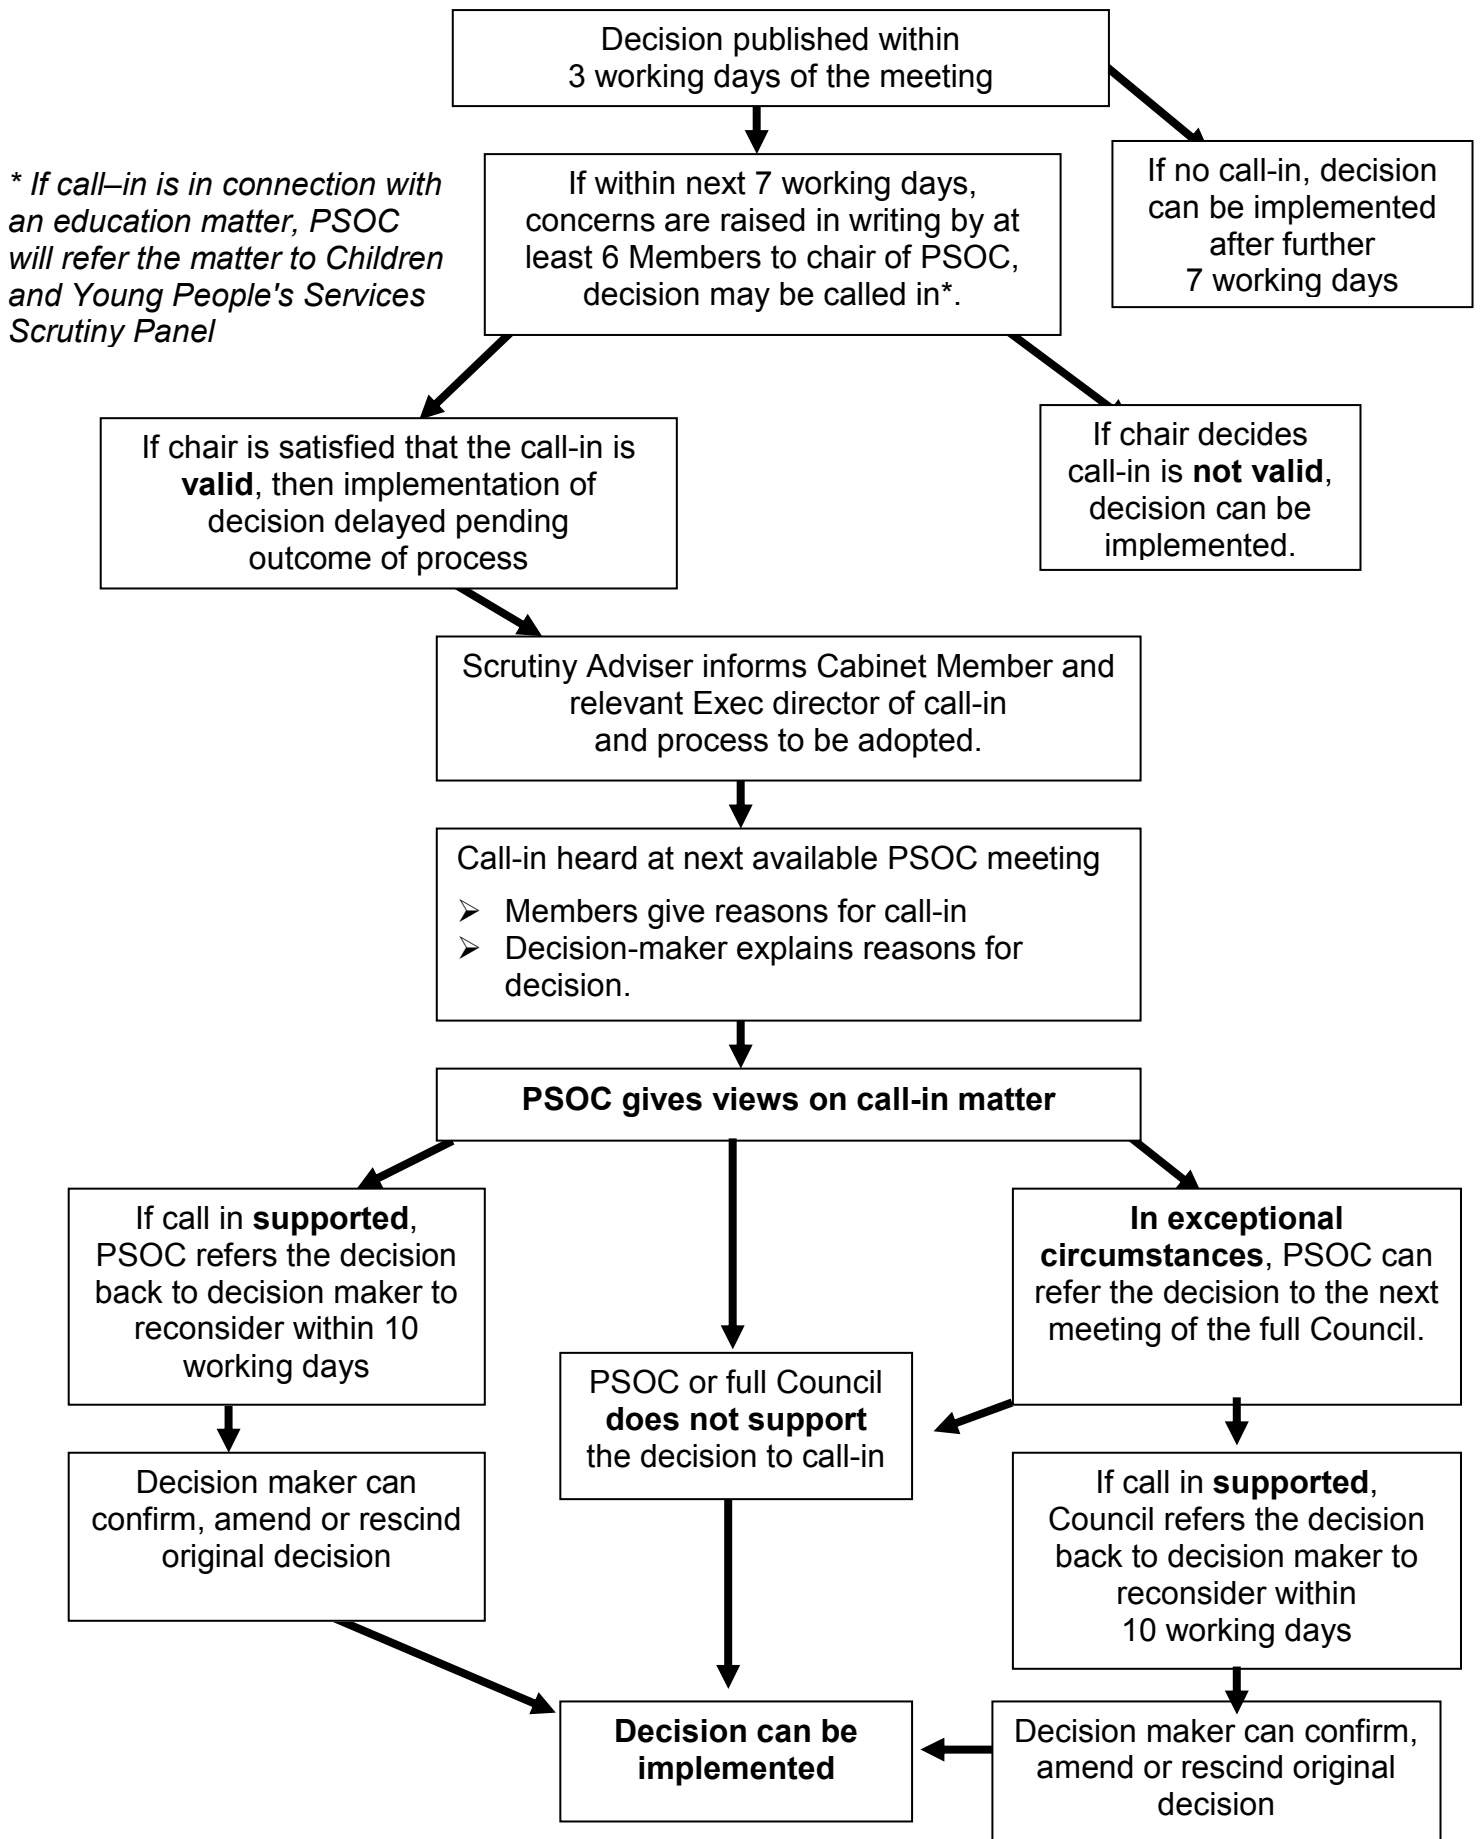 Decision published within
3 working days of the meeting
* If call–in is in connection with
an education matter, PSOC
will refer the matter to Children
and Young People's Services
Scrutiny Panel
If within next 7 working days,
concerns are raised in writing by at
least 6 Members to chair of PSOC,
decision may be called in*.
If no call-in, decision
can be implemented
after further
7 working days
If chair is satisfied that the call-in is
valid, then implementation of
decision delayed pending
outcome of process
If chair decides
call-in is not valid,
decision can be
implemented.
Scrutiny Adviser informs Cabinet Member and
relevant Exec director of call-in
and process to be adopted.
Call-in heard at next available PSOC meeting
➢ Members give reasons for call-in
➢ Decision-maker explains reasons for
decision.
PSOC gives views on call-in matter
If call in supported,
PSOC refers the decision
back to decision maker to
reconsider within 10
working days
In exceptional
circumstances, PSOC can
refer the decision to the next
meeting of the full Council.
PSOC or full Council
does not support
the decision to call-in
Decision maker can
confirm, amend or rescind
original decision
If call in supported,
Council refers the decision
back to decision maker to
reconsider within
10 working days
Decision can be
implemented
Decision maker can confirm,
amend or rescind original
decision